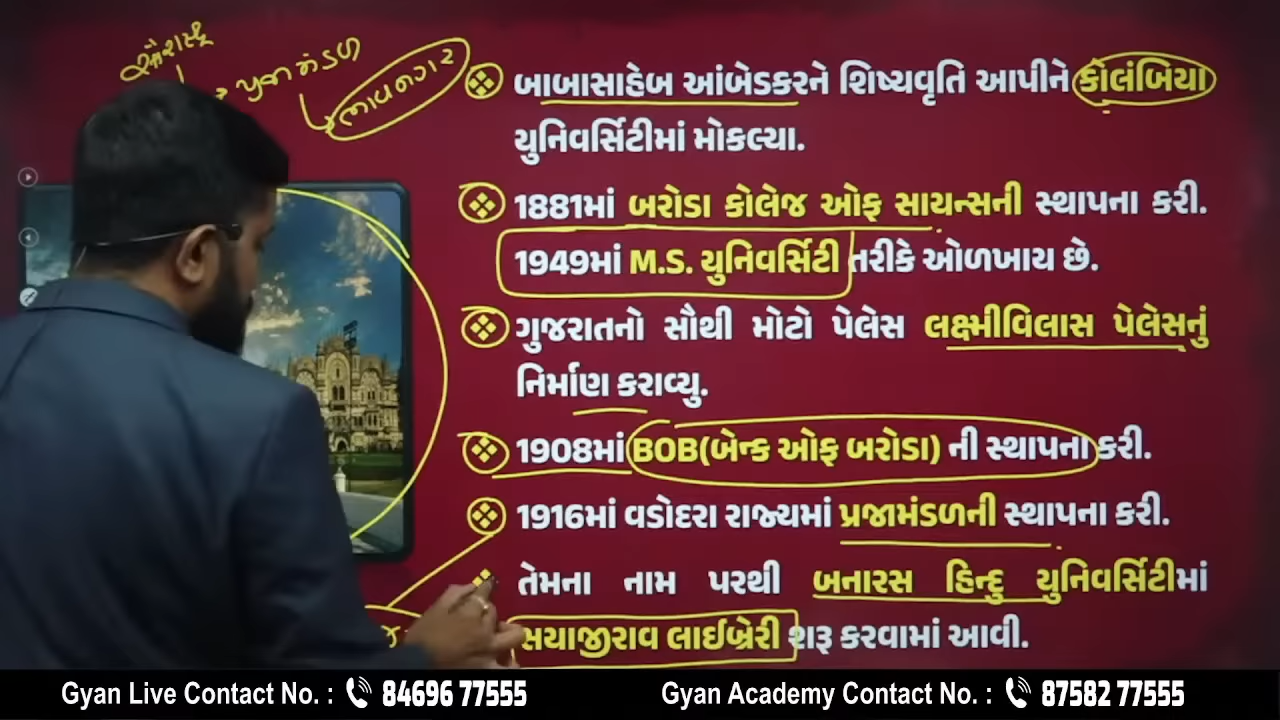 સૌરાષ્ટ્ર
પ્રજામંડળ
ભાવનગર
બાબાસાહેબ આંબેડકરને શિષ્યવૃતિ આપીને કોલંબિયા
યુનિવર્સિટીમાં મોકલ્યા.
1881માં બરોડા કોલેજ ઓફ સાયન્સની સ્થાપના કરી.
1949માં M.S. યુનિવર્સિટી તરીકે ઓળખાય છે.
ગુજરાતનો સૌથી મોટો પેલેસ લક્ષ્મીવિલાસ પેલેસનું
નિર્માણ કરાવ્યુ.
1908માં BOB(બેન્ક ઓફ બરોડા) ની સ્થાપના કરી.
1916માં વડોદરા રાજ્યમાં પ્રજામંડળની સ્થાપના કરી.
તેમના નામ પરથી બનારસ હિન્દુ યુનિવર્સિટીમાં
સયાજીરાવ લાઈબ્રેરી શરૂ કરવામાં આવી.
Gyan Live Contact No. : 84696 77555
Gyan Academy Contact No. : 87582 77555